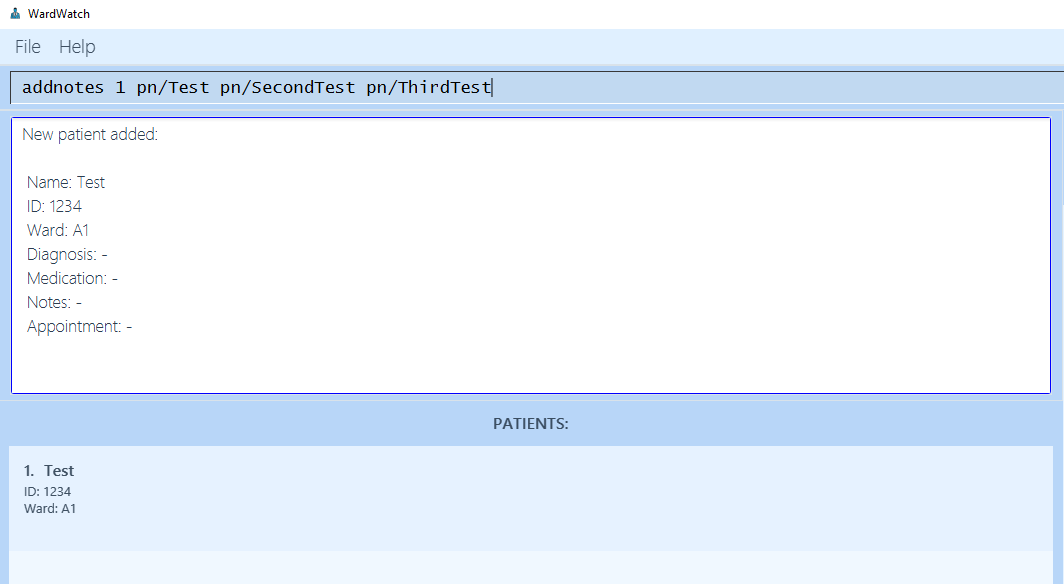 WardWatch
File Help
addnotes 1 pn/Test pn/SecondTest pn/ThirdTest
New patient added:
Name: Test
ID: 1234
Ward: A1
Diagnosis: -
Medication: -
Notes: -
Appointment: -
PATIENTS:
1. Test
ID: 1234
Ward: A1